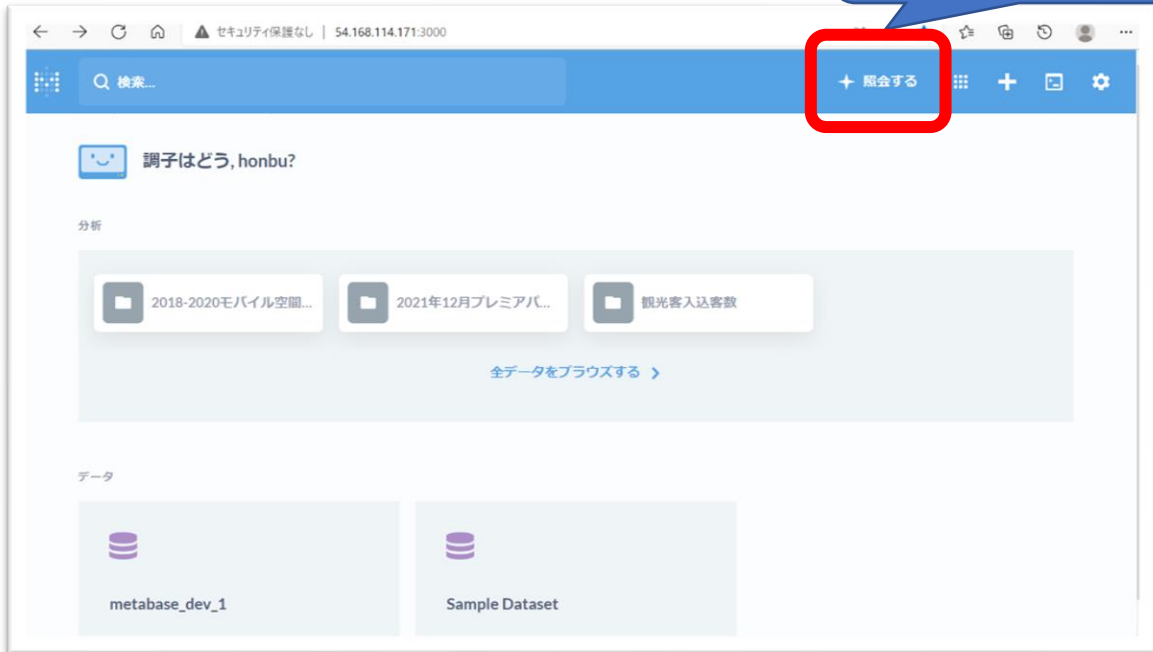 セキュリティ保護なし | 54.168.114.171:3000
検索...
照会する
調子はどう, honbu?
分析
2018-2020モバイル空間...
2021年12月プレミアバ...
観光客入込客数
全データをブラウズする
データ
metabase_dev_1
Sample Dataset